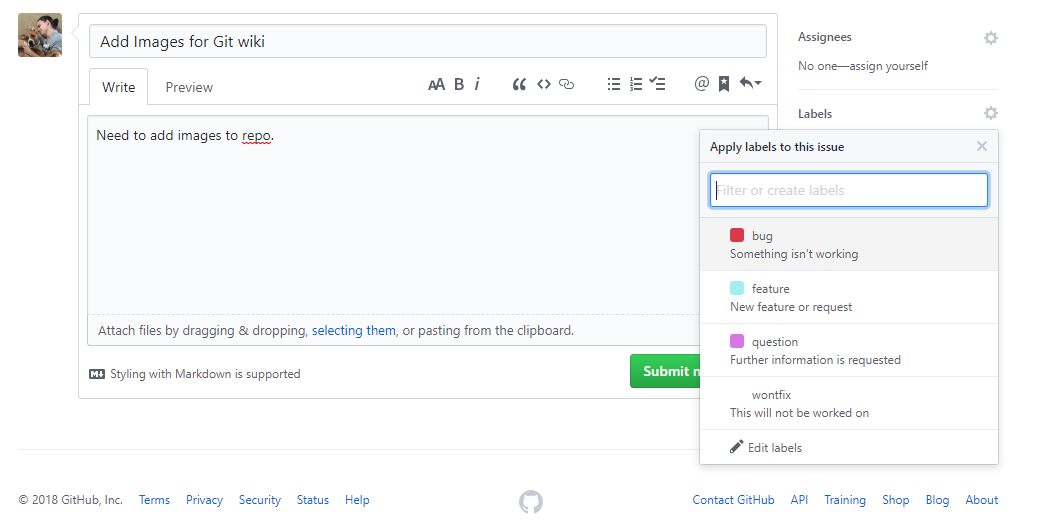 Add Images for Git wiki
Assignees
No one—assign yourself
Write Preview AA B i “ <> @
Labels
Need to add images to repo.
Apply labels to this issue ×
Filter or create labels
bug
Something isn't working
feature
New feature or request
Attach files by dragging & dropping, selecting them, or pasting from the clipboard.
question
Further information is requested
Styling with Markdown is supported
Submit n
wontfix
This will not be worked on
Edit labels
© 2018 GitHub, Inc. Terms Privacy Security Status Help Contact GitHub API Training Shop Blog About